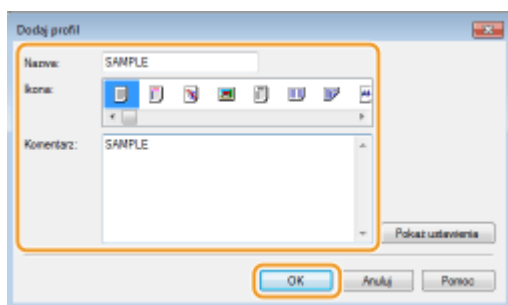 Dodaj profil
Nazwa: SAMPLE
Ikona:
Komentarz: SAMPLE
Pokaż ustawienia
OK Anuluj Pomoc